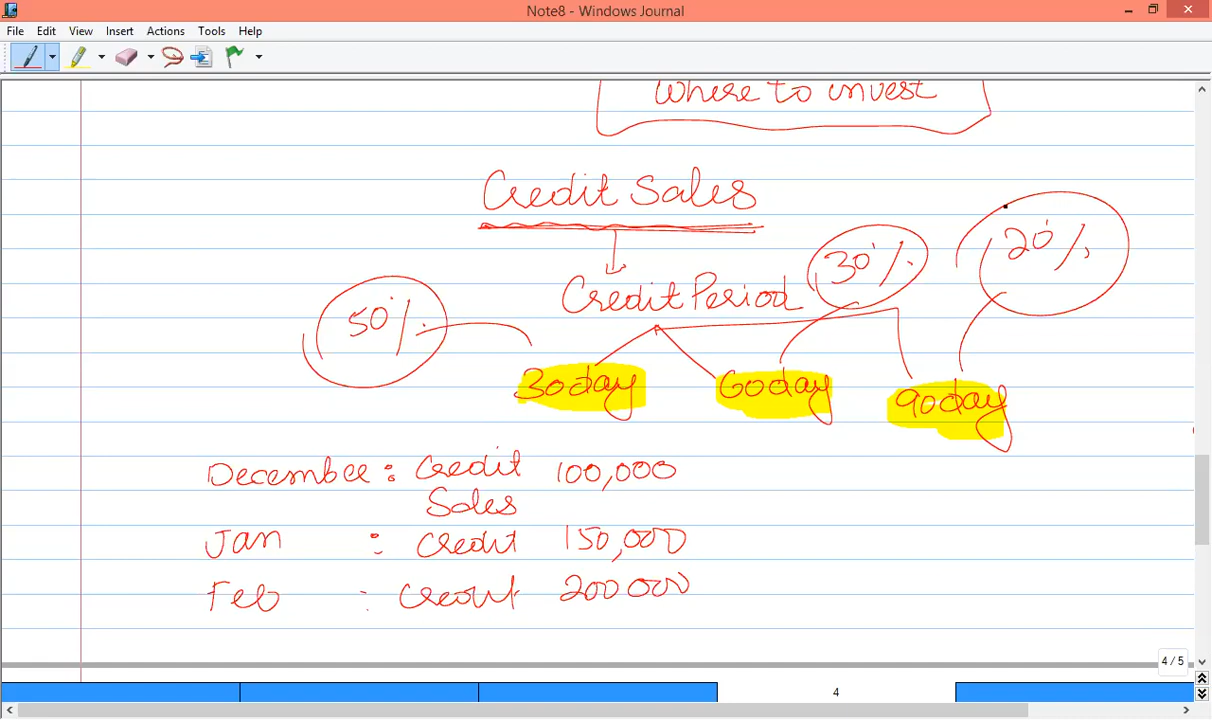 Note8 - Windows Journal
File Edit View Insert Actions Tools Help
Where to invest
Credit Sales
Credit Period
50%
30%
20%
30day 60day 90day
December : Credit 100,000
Sales
Jan : Credit 150,000
Feb : Credit 200000
4 / 5
4